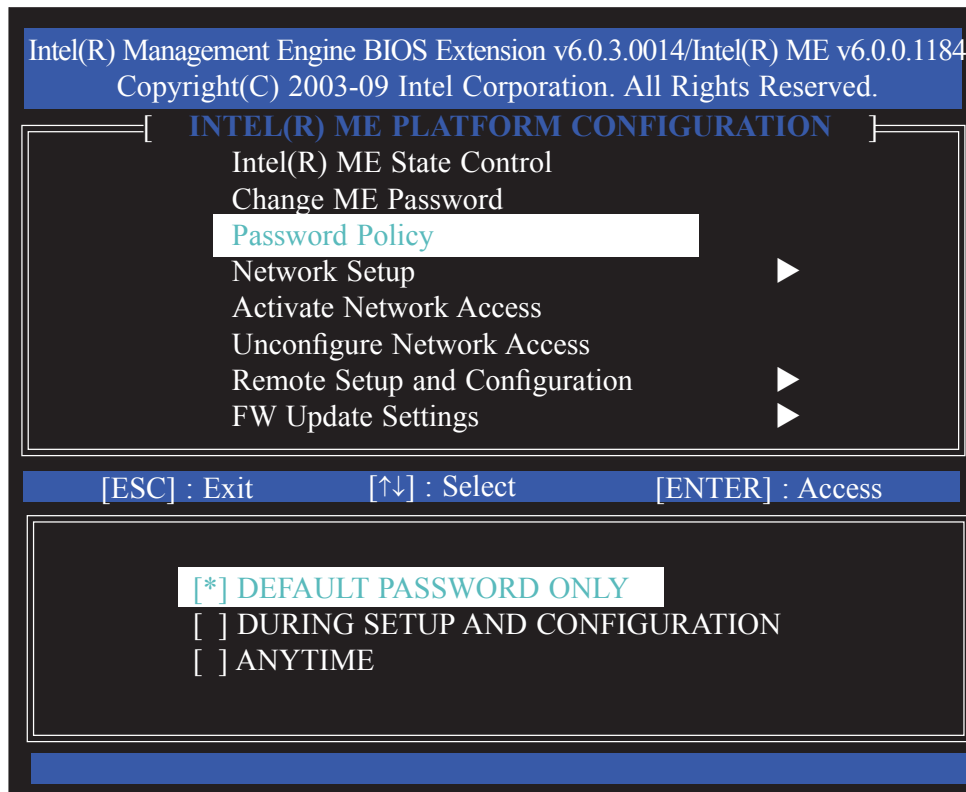 Intel(R) Management Engine BIOS Extension v6.0.3.0014/Intel(R) ME v6.0.0.1184
Copyright(C) 2003-09 Intel Corporation. All Rights Reserved.
[ INTEL(R) ME PLATFORM CONFIGURATION ]
Intel(R) ME State Control
Change ME Password
Password Policy
Network Setup ▶
Activate Network Access
Unconfigure Network Access
Remote Setup and Configuration ▶
FW Update Settings ▶
[ESC] : Exit [↑↓] : Select [ENTER] : Access
[*] DEFAULT PASSWORD ONLY
[ ] DURING SETUP AND CONFIGURATION
[ ] ANYTIME